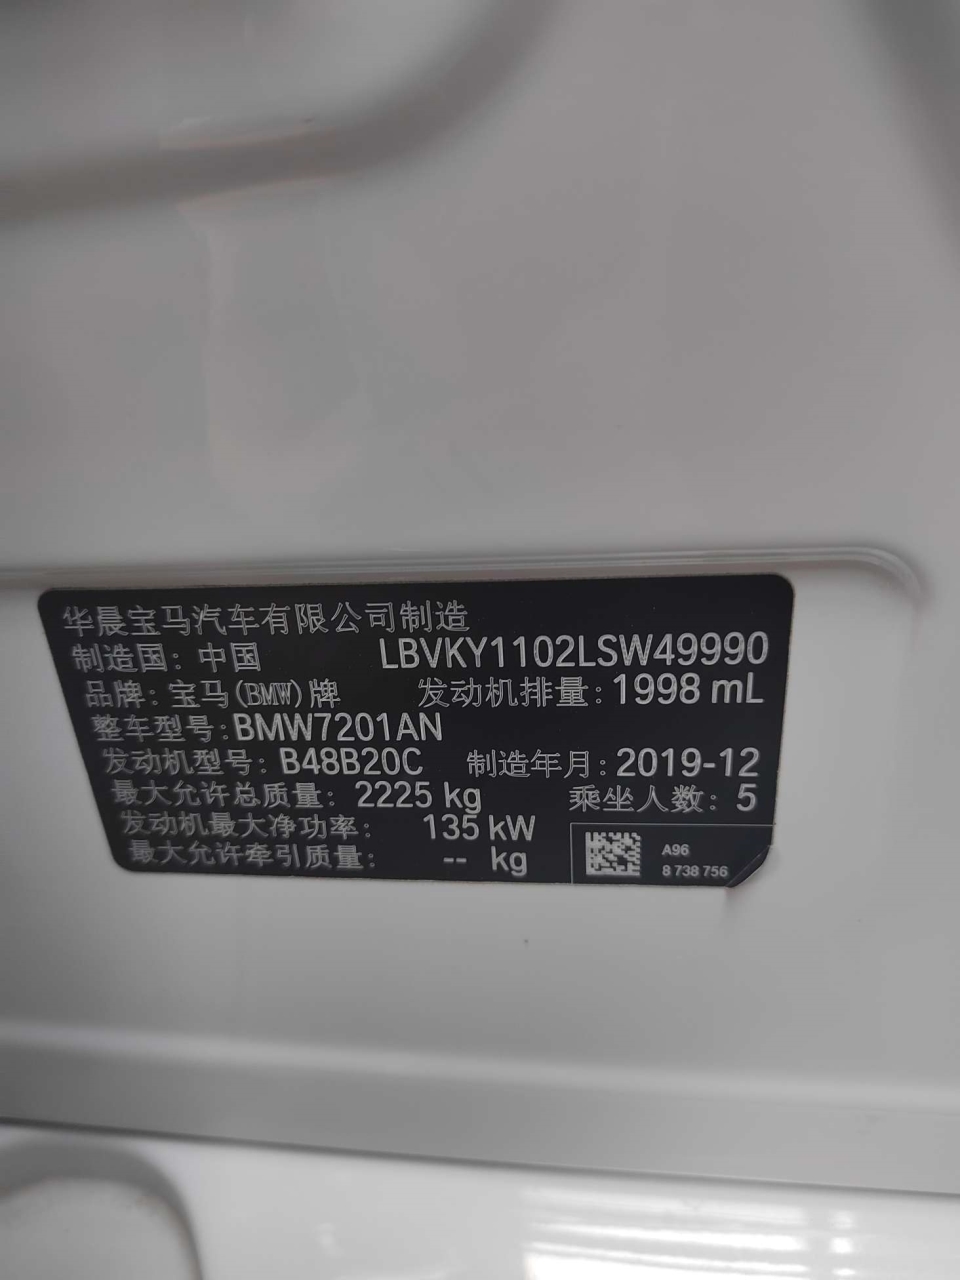 华晨宝马汽车有限公司制造
制造国：中国 LBVKY1102LSW49990
品牌：宝马(BMW)牌 发动机排量：1998 mL
整车型号：BMW7201AN
发动机型号：B48B20C 制造年月：2019-12
最大允许总质量：2225 kg 乘坐人数：5
发动机最大净功率：135 kW
最大允许牵引质量：-- kg
A96
8 738 756